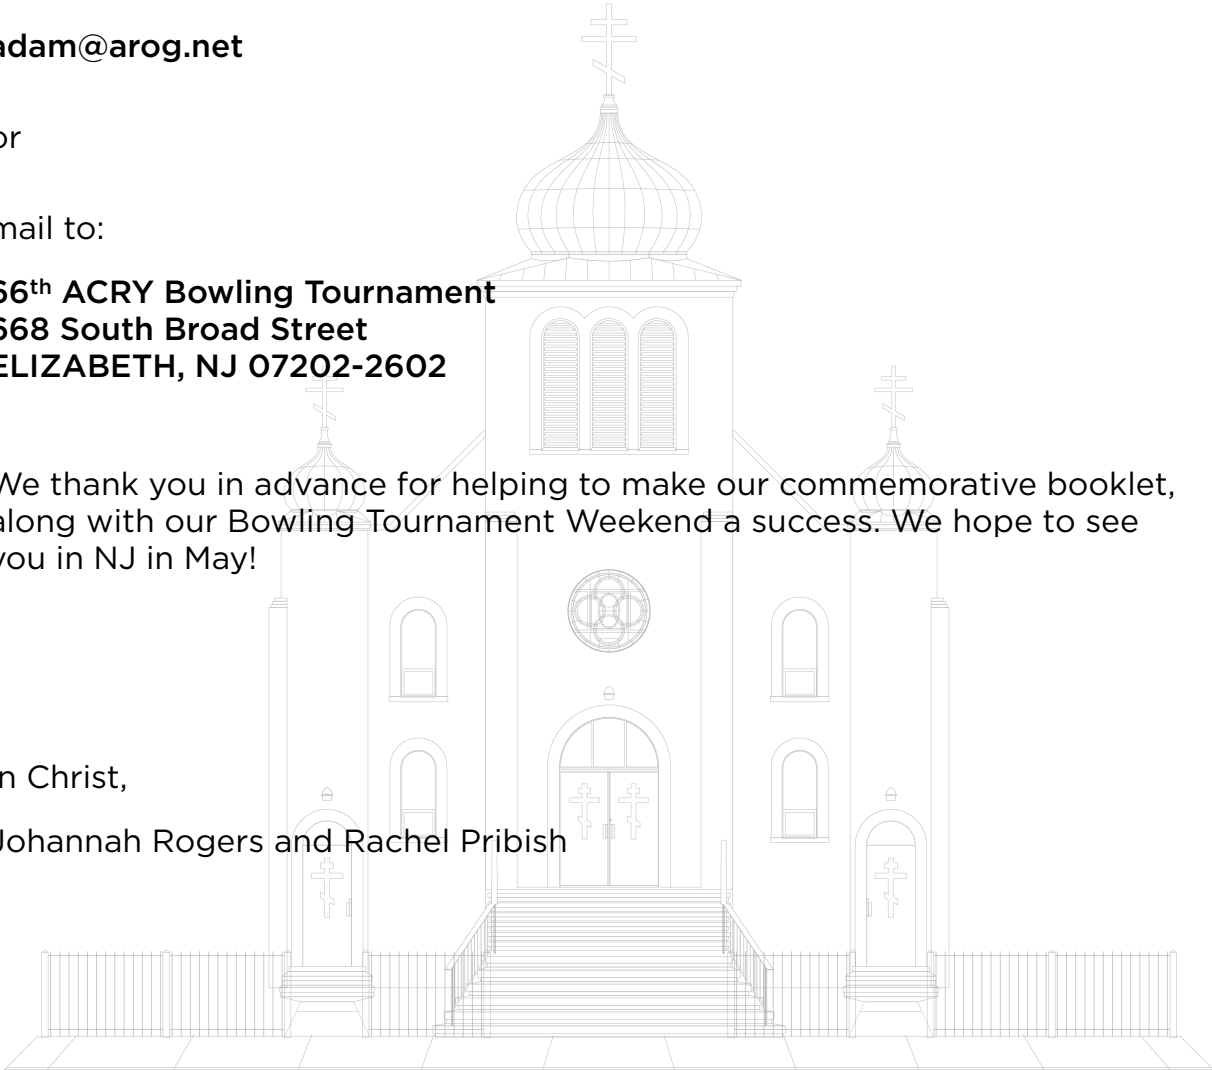 adam@arog.net
or
mail to:
66th ACRY Bowling Tournament
668 South Broad Street
ELIZABETH, NJ 07202-2602
We thank you in advance for helping to make our commemorative booklet,
along with our Bowling Tournament Weekend a success. We hope to see
you in NJ in May!
In Christ,
Johannah Rogers and Rachel Pribish